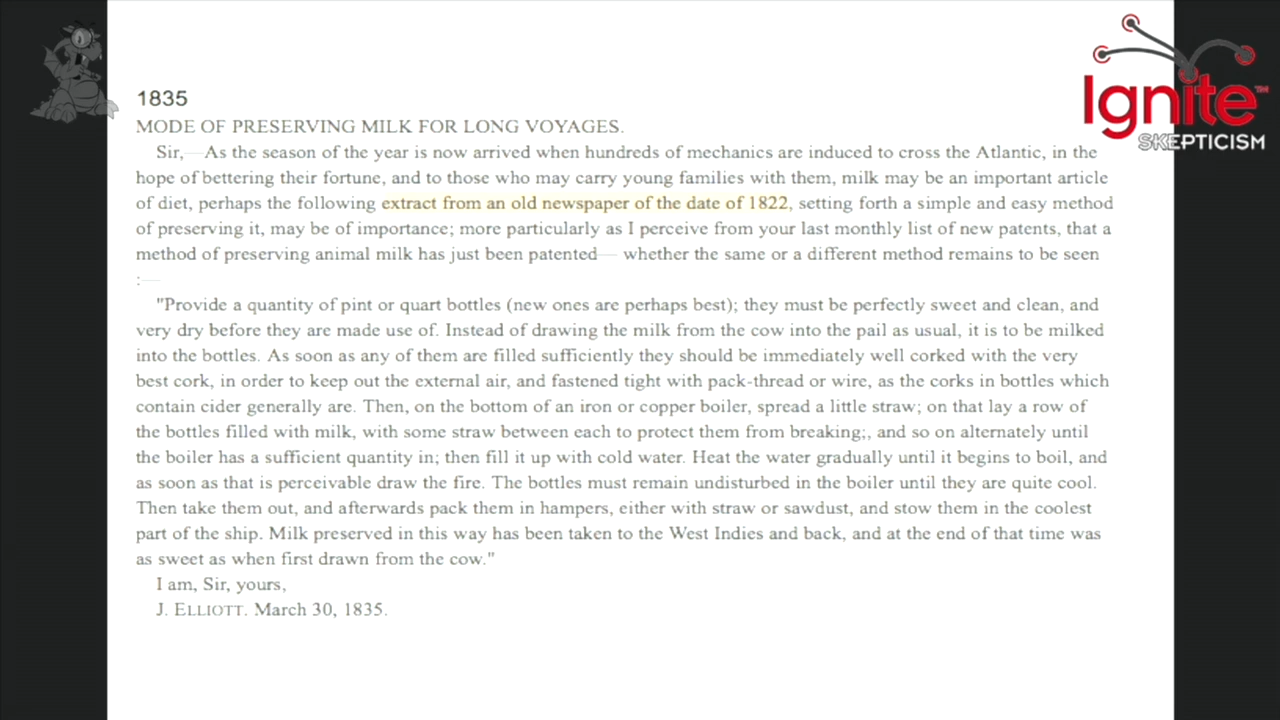 Ignite™
SKEPTICISM
1835
MODE OF PRESERVING MILK FOR LONG VOYAGES.
Sir,—As the season of the year is now arrived when hundreds of mechanics are induced to cross the Atlantic, in the
hope of bettering their fortune, and to those who may carry young families with them, milk may be an important article
of diet, perhaps the following extract from an old newspaper of the date of 1822, setting forth a simple and easy method
of preserving it, may be of importance; more particularly as I perceive from your last monthly list of new patents, that a
method of preserving animal milk has just been patented— whether the same or a different method remains to be seen
:—
"Provide a quantity of pint or quart bottles (new ones are perhaps best); they must be perfectly sweet and clean, and
very dry before they are made use of. Instead of drawing the milk from the cow into the pail as usual, it is to be milked
into the bottles. As soon as any of them are filled sufficiently they should be immediately well corked with the very
best cork, in order to keep out the external air, and fastened tight with pack-thread or wire, as the corks in bottles which
contain cider generally are. Then, on the bottom of an iron or copper boiler, spread a little straw; on that lay a row of
the bottles filled with milk, with some straw between each to protect them from breaking;, and so on alternately until
the boiler has a sufficient quantity in; then fill it up with cold water. Heat the water gradually until it begins to boil, and
as soon as that is perceivable draw the fire. The bottles must remain undisturbed in the boiler until they are quite cool.
Then take them out, and afterwards pack them in hampers, either with straw or sawdust, and stow them in the coolest
part of the ship. Milk preserved in this way has been taken to the West Indies and back, and at the end of that time was
as sweet as when first drawn from the cow."
I am, Sir, yours,
J. ELLIOTT. March 30, 1835.